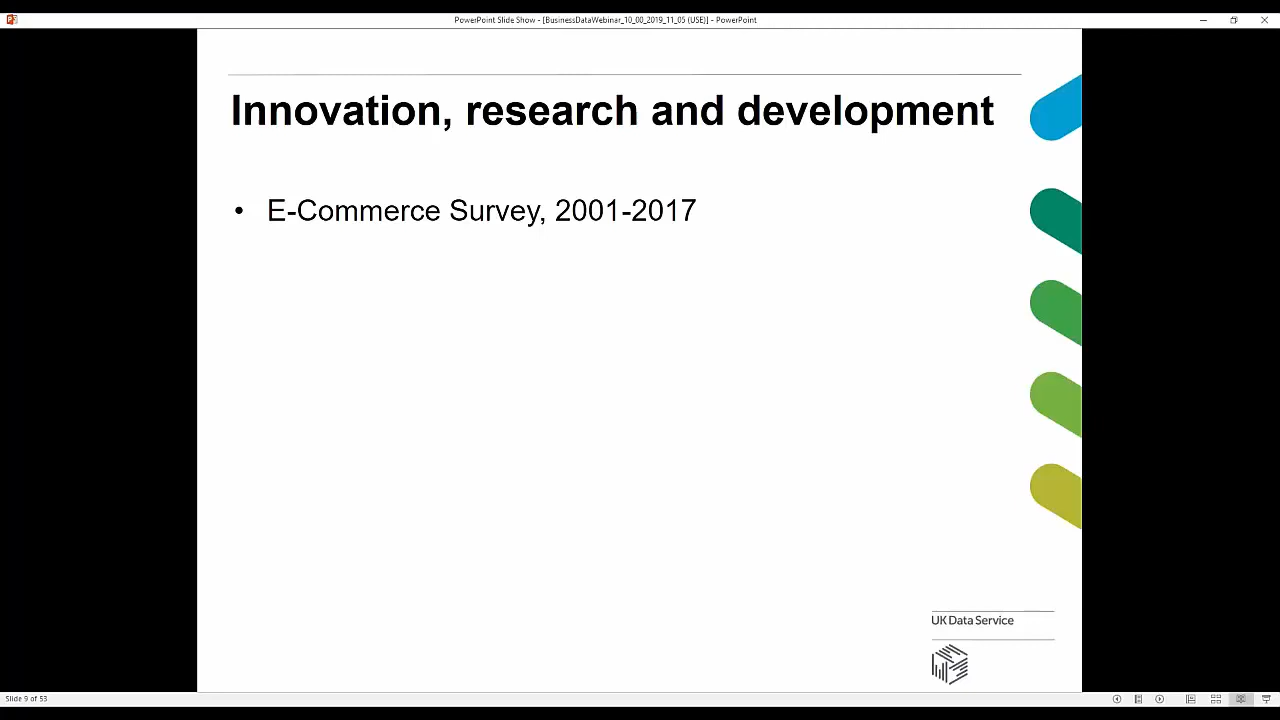 PowerPoint Slide Show - [BusinessDataWebinar_10_00_2019_11_05 (USE)] - PowerPoint
Innovation, research and development
• E-Commerce Survey, 2001-2017
UK Data Service
Slide 9 of 53